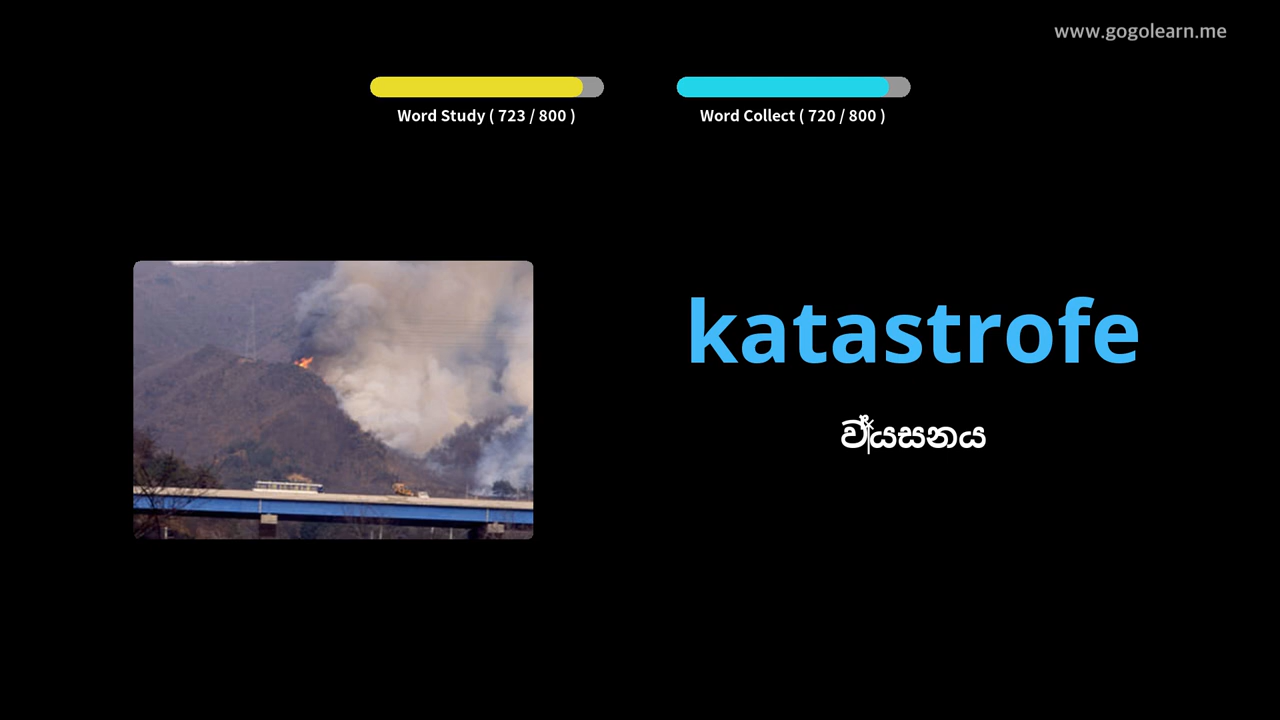 www.gogolearn.me
Word Study ( 723 / 800 )
Word Collect ( 720 / 800 )
katastrofe
ව්‍යසනය